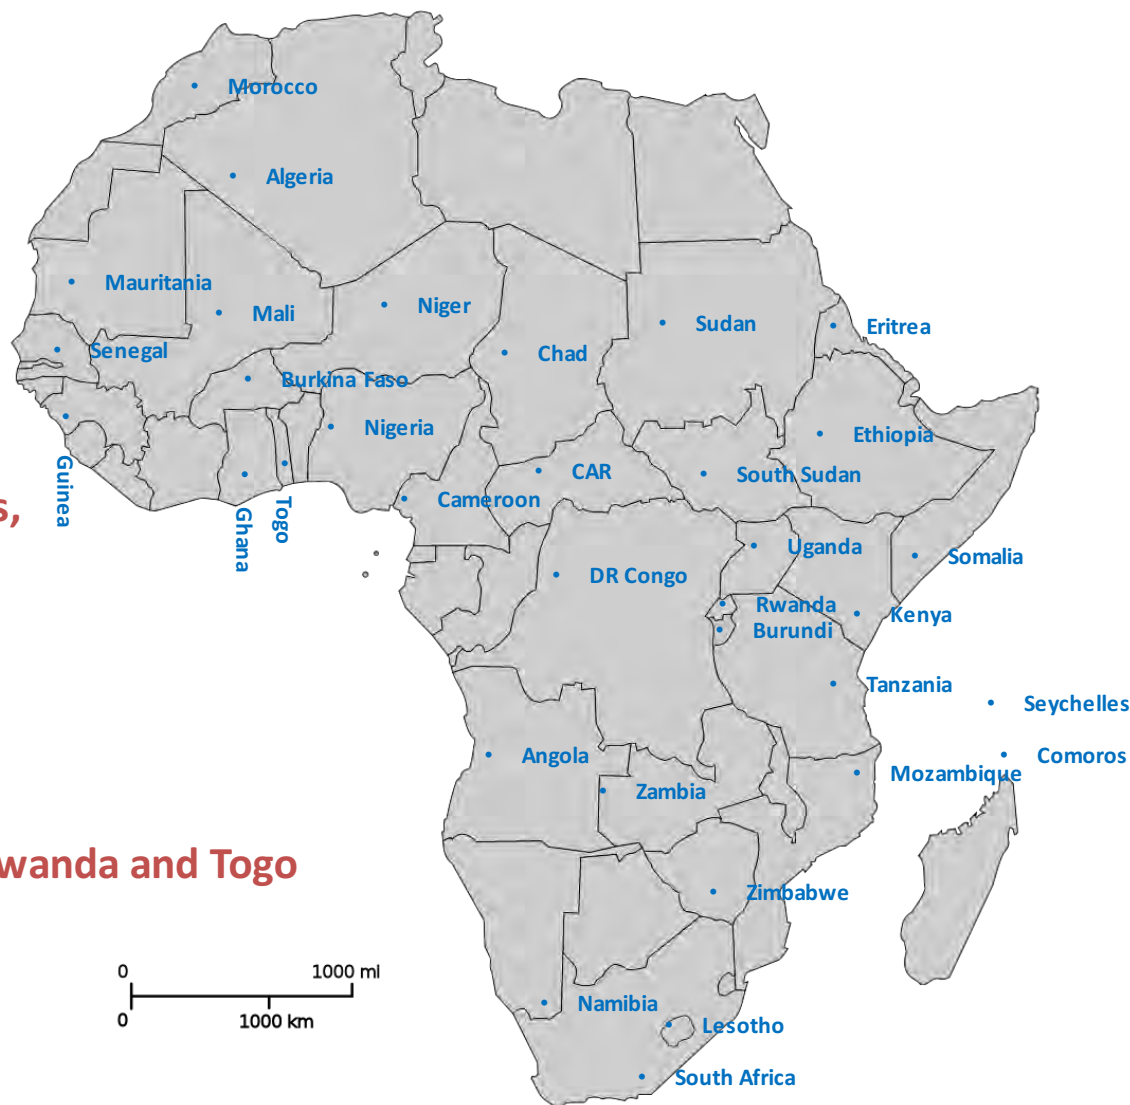 Morocco
Algeria
Mauritania
Mali
Niger
Sudan
Eritrea
Senegal
Chad
Burkina Faso
Nigeria
Ethiopia
Guinea
CAR
South Sudan
Cameroon
Togo
Ghana
s,
Uganda
Somalia
DR Congo
Rwanda
Kenya
Burundi
Tanzania
Seychelles
Angola
Comoros
Mozambique
Zambia
wanda and Togo
Zimbabwe
0 1000 ml
0 1000 km
Namibia
Lesotho
South Africa